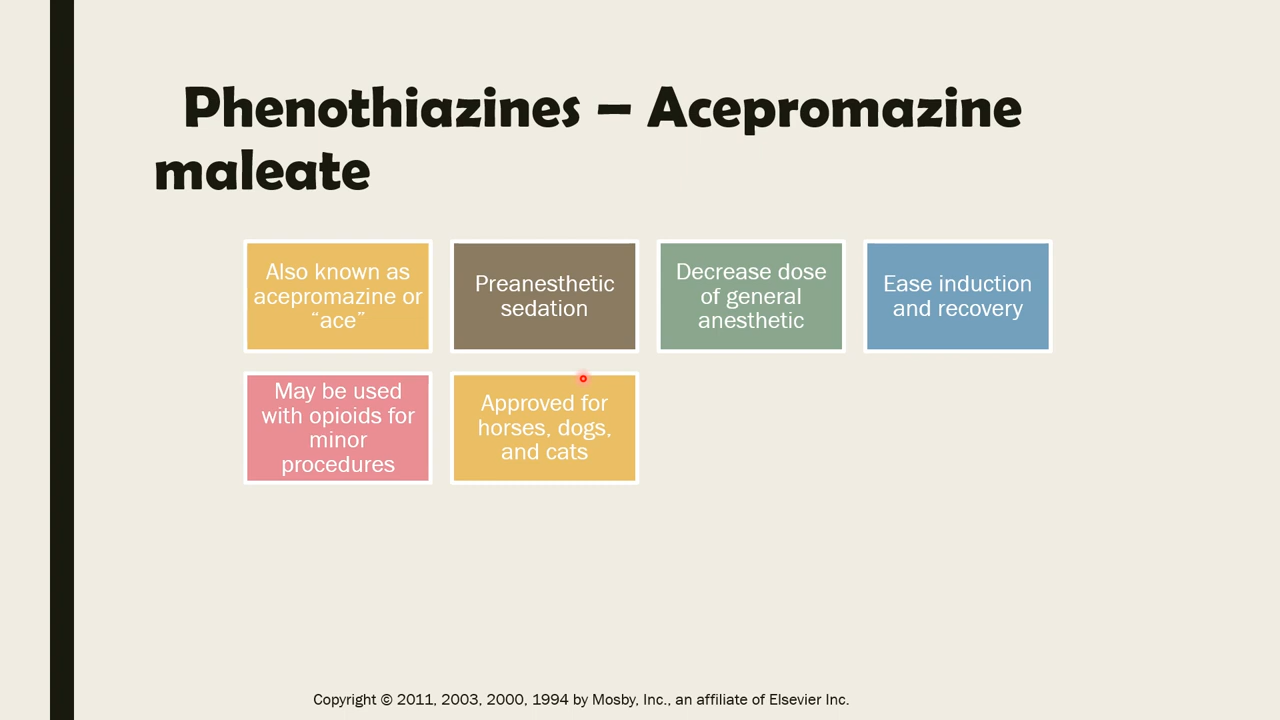 Phenothiazines – Acepromazine
maleate
Also known as
acepromazine or
“ace”
Preanesthetic
sedation
Decrease dose
of general
anesthetic
Ease induction
and recovery
May be used
with opioids for
minor
procedures
Approved for
horses, dogs,
and cats
Copyright © 2011, 2003, 2000, 1994 by Mosby, Inc., an affiliate of Elsevier Inc.